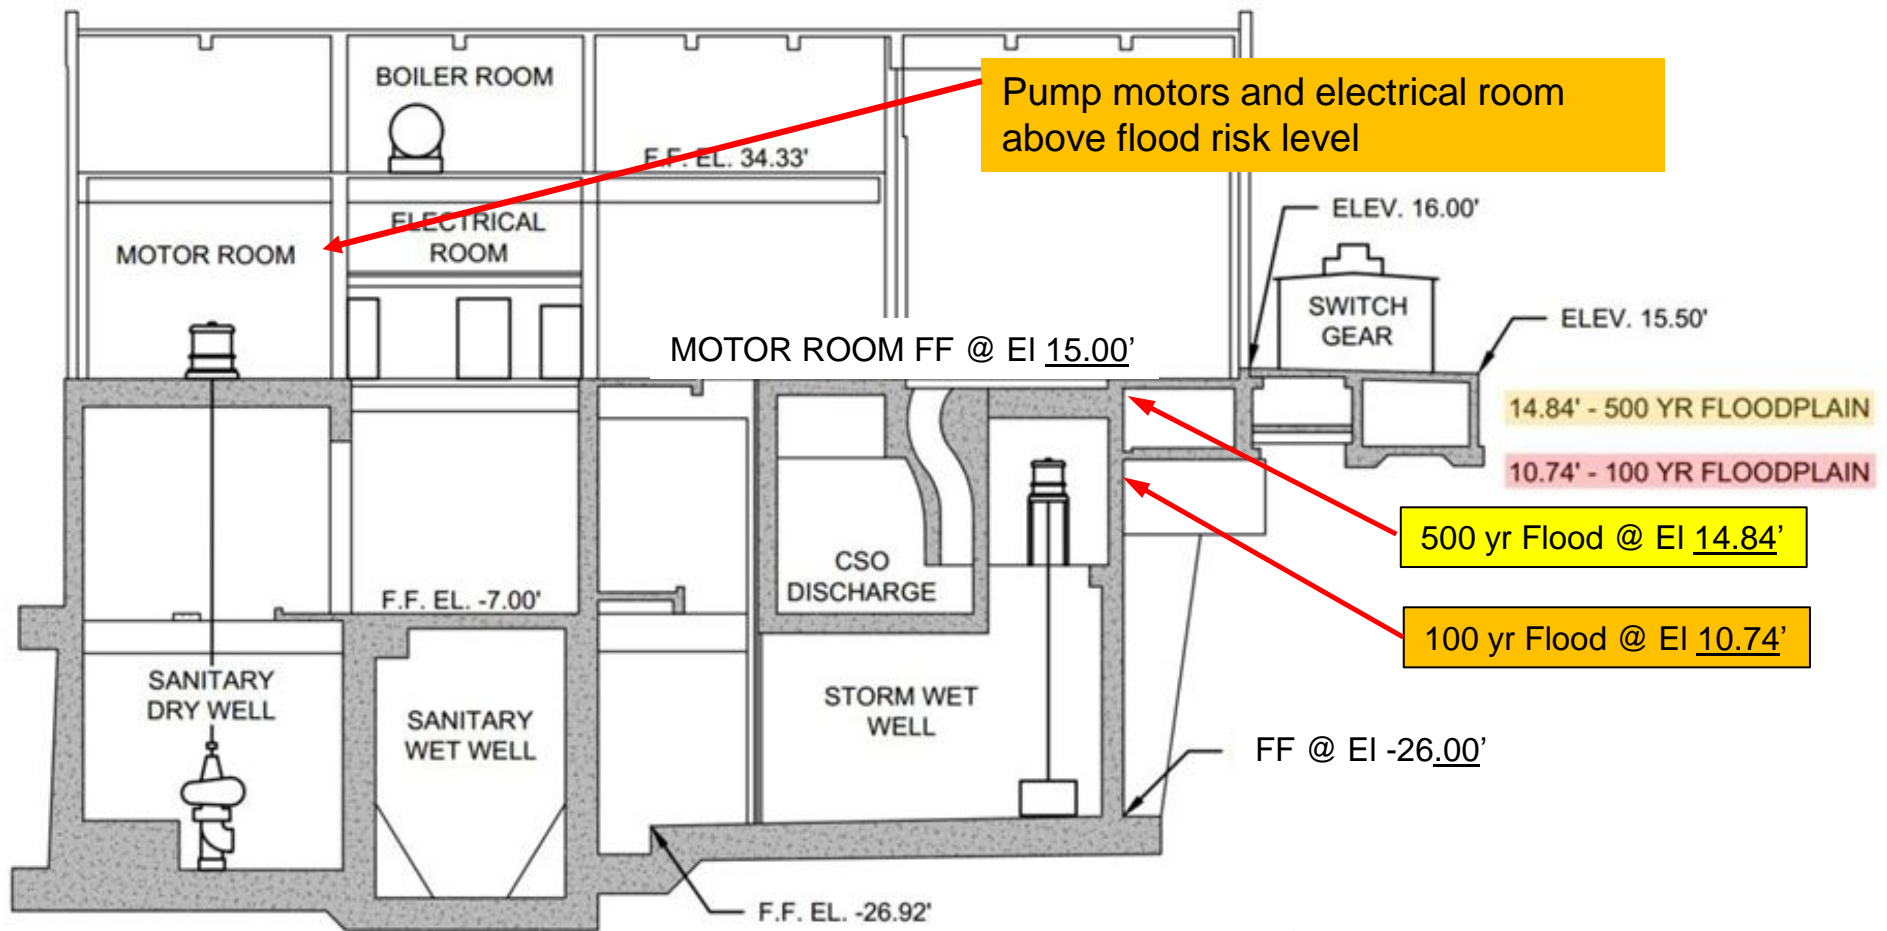 BOILER ROOM
Pump motors and electrical room
above flood risk level
F.F. EL. 34.33'
ELEV. 16.00'
ELECTRICAL
ROOM
MOTOR ROOM
SWITCH
GEAR
ELEV. 15.50'
MOTOR ROOM FF @ El 15.00’
14.84' - 500 YR FLOODPLAIN
10.74' - 100 YR FLOODPLAIN
500 yr Flood @ El 14.84’
CSO
DISCHARGE
F.F. EL. -7.00'
100 yr Flood @ El 10.74’
SANITARY
DRY WELL
SANITARY
WET WELL
STORM WET
WELL
FF @ El -26.00’
F.F. EL. -26.92'